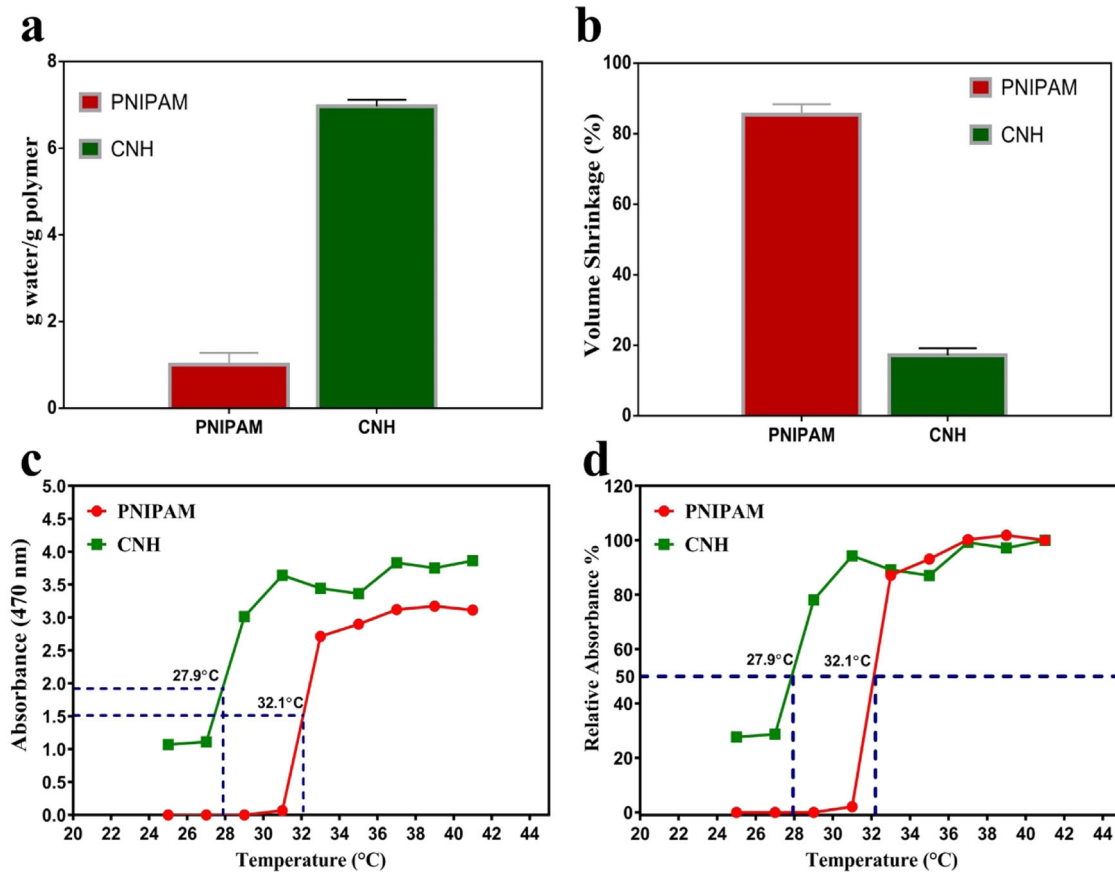 a
8
6
4
2
0
g water/g polymer
PNIPAM
CNH
PNIPAM
CNH
b
100
80
60
40
20
0
Volume Shrinkage (%)
PNIPAM
CNH
PNIPAM
CNH
c
5.0
4.5
4.0
3.5
3.0
2.5
2.0
1.5
1.0
0.5
0.0
Absorbance (470 nm)
PNIPAM
CNH
27.9°C
32.1°C
20 22 24 26 28 30 32 34 36 38 40 42 44
Temperature (°C)
d
120
100
80
60
50
40
20
0
Relative Absorbance %
PNIPAM
CNH
27.9°C
32.1°C
20 22 24 26 28 30 32 34 36 38 40 42 44
Temperature (°C)